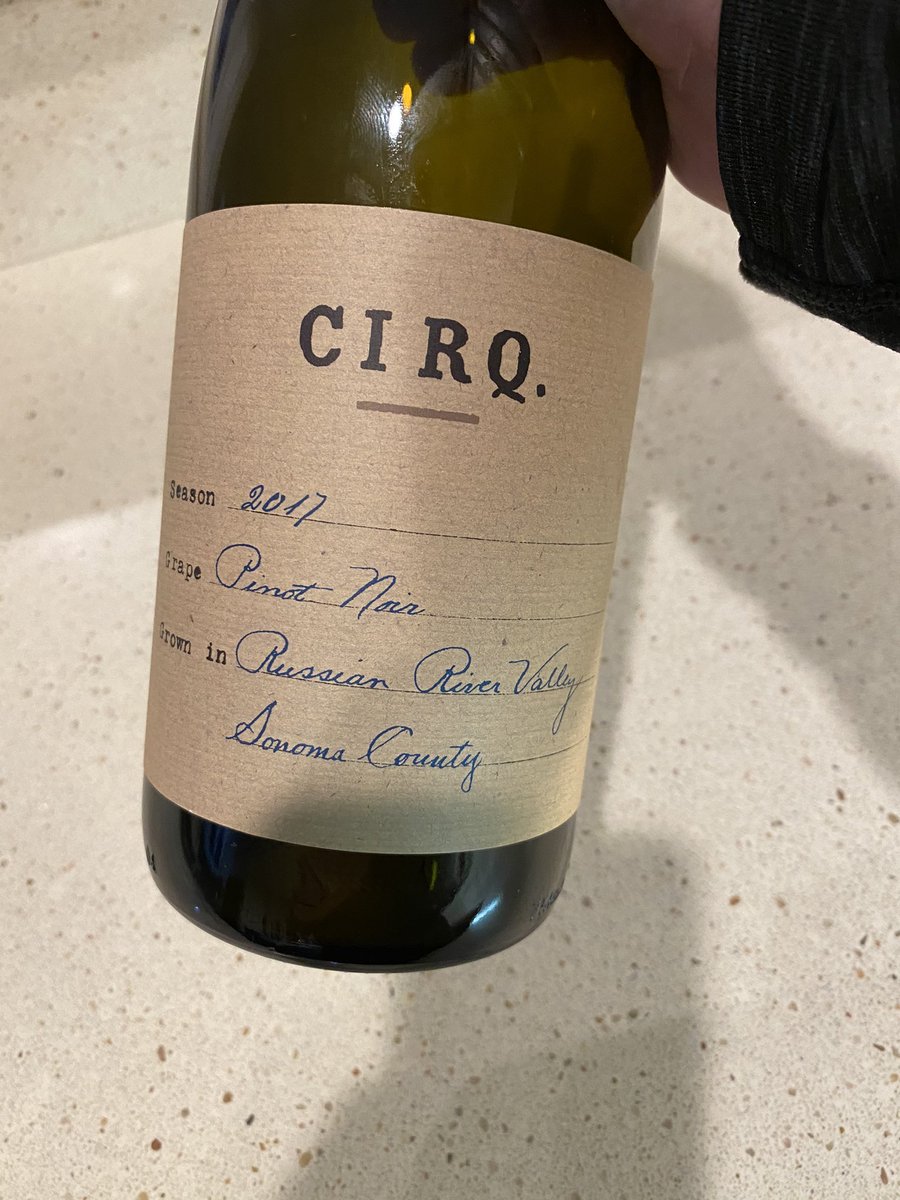 CIRQ.
Season 2017
Grape Pinot Noir
Grown in Russian River Valley
Sonoma County